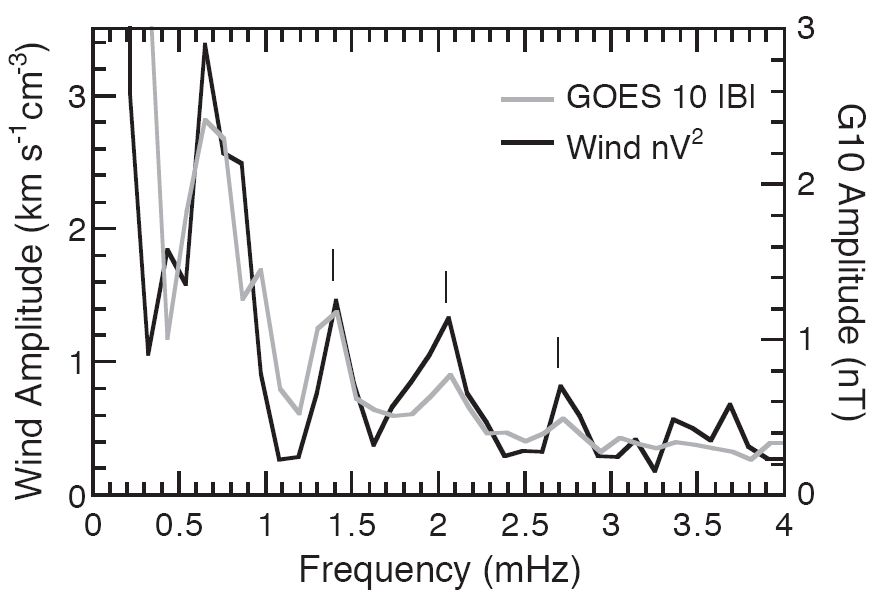 Wind Amplitude (km s-1cm-3)
3
2
1
0
GOES 10 |B|
Wind nV2
3
2
1
0
G10 Amplitude (nT)
0 0.5 1 1.5 2 2.5 3 3.5 4
Frequency (mHz)